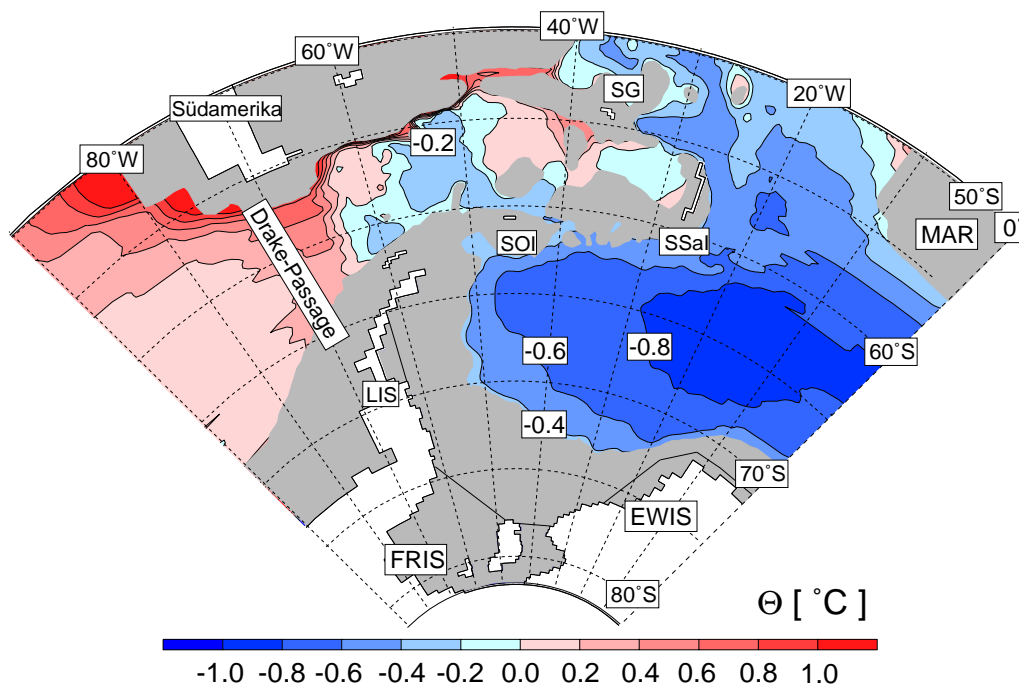 40˚W
60˚W
SG
20˚W
Südamerika
-0.2
80˚W
50˚S
0˚
MAR
Drake-Passage
SOI
SSaI
60˚S
-0.6
-0.8
LIS
-0.4
70˚S
EWIS
FRIS
80˚S
Θ [ ˚C ]
-1.0 -0.8 -0.6 -0.4 -0.2 0.0 0.2 0.4 0.6 0.8 1.0